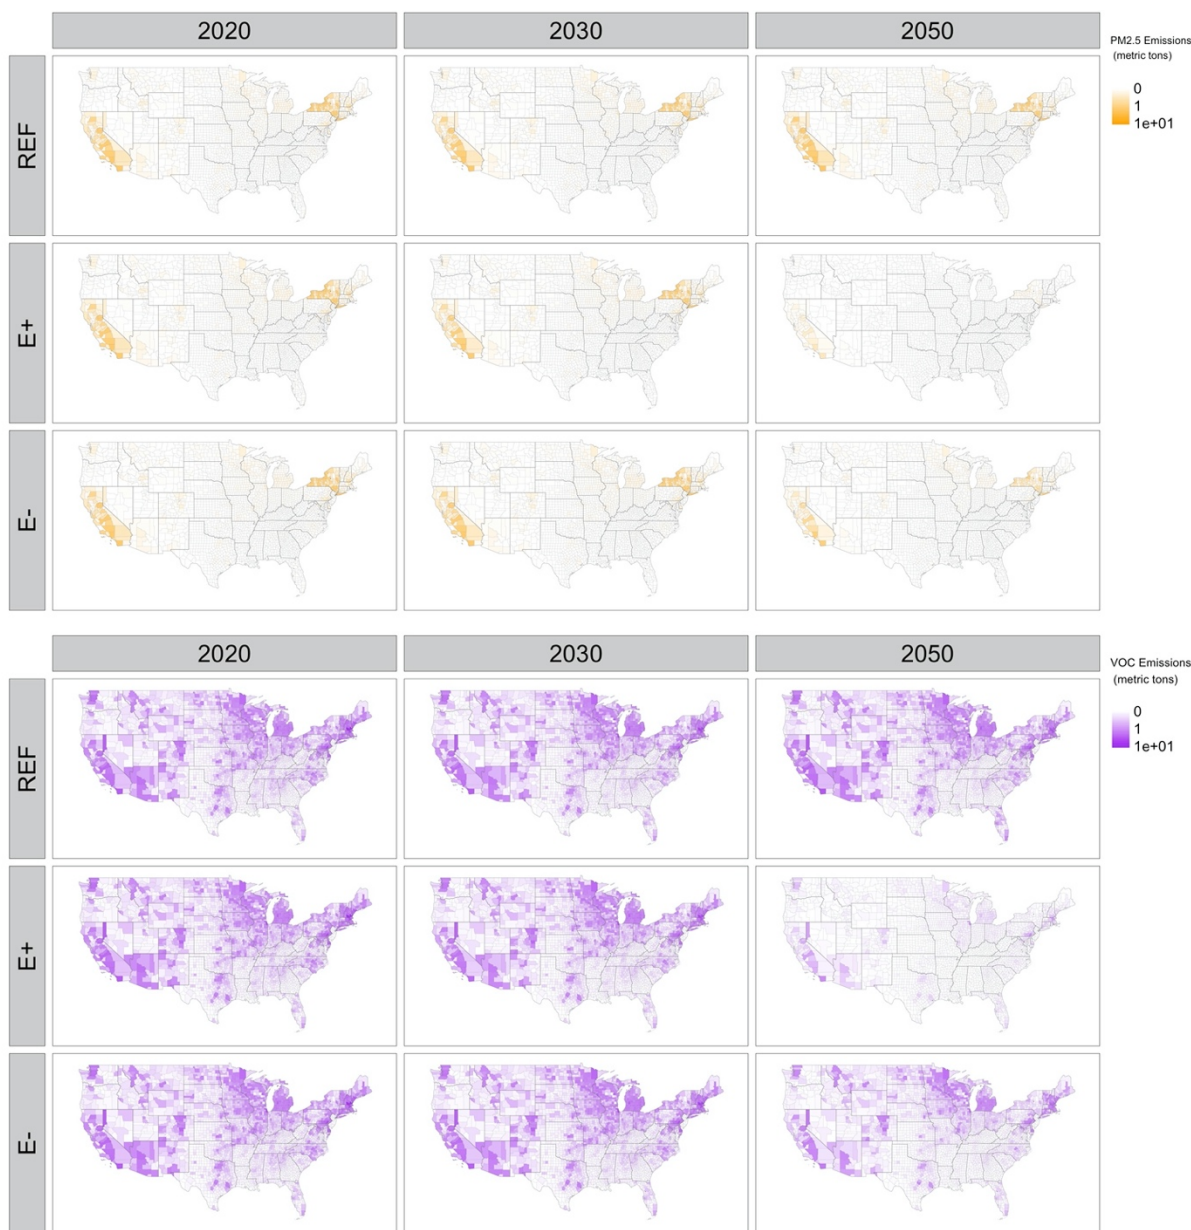 2020 2030 2050
PM2.5 Emissions
(metric tons)
0
1
1e+01
REF
E+
E-
2020 2030 2050
VOC Emissions
(metric tons)
0
1
1e+01
REF
E+
E-